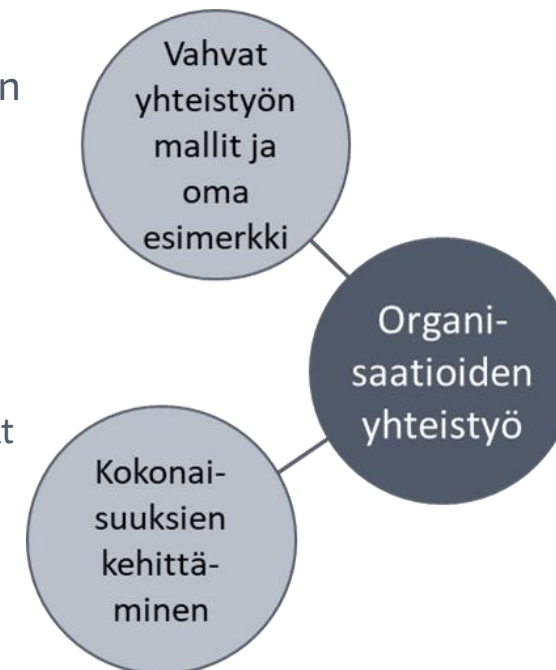 Vahvat
yhteistyön
mallit ja
oma
esimerkki
n
Organi-
saatioiden
yhteistyö
Kokonai-
suuksien
kehittä-
minen